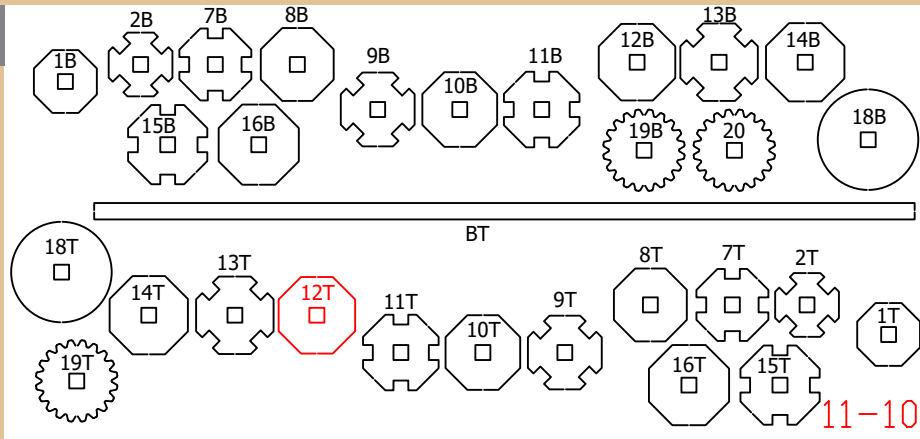 2B 7B 8B 13B
1B 9B 11B 12B 14B
10B
15B 16B 19B 20 18B
BT
18T 13T 8T 7T 2T
14T 12T 11T 9T
10T 1T
19T 16T 15T
11-10